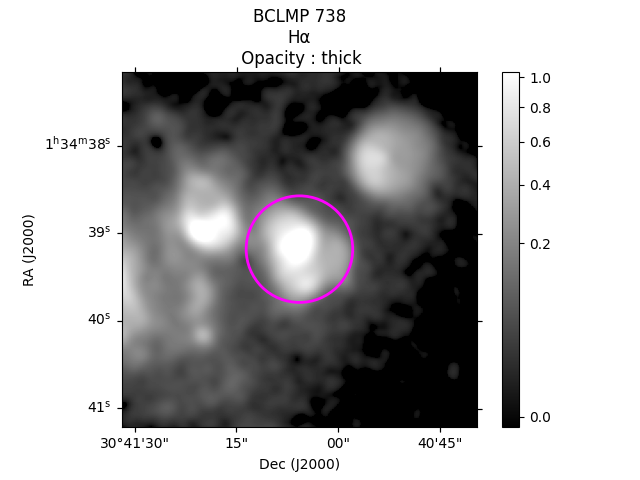 BCLMP 738
Hα
Opacity : thick
1.0
0.8
0.6
0.4
0.2
0.0
1ʰ34ᵐ38ˢ
39ˢ
40ˢ
41ˢ
RA (J2000)
30°41'30" 15" 00" 40'45"
Dec (J2000)